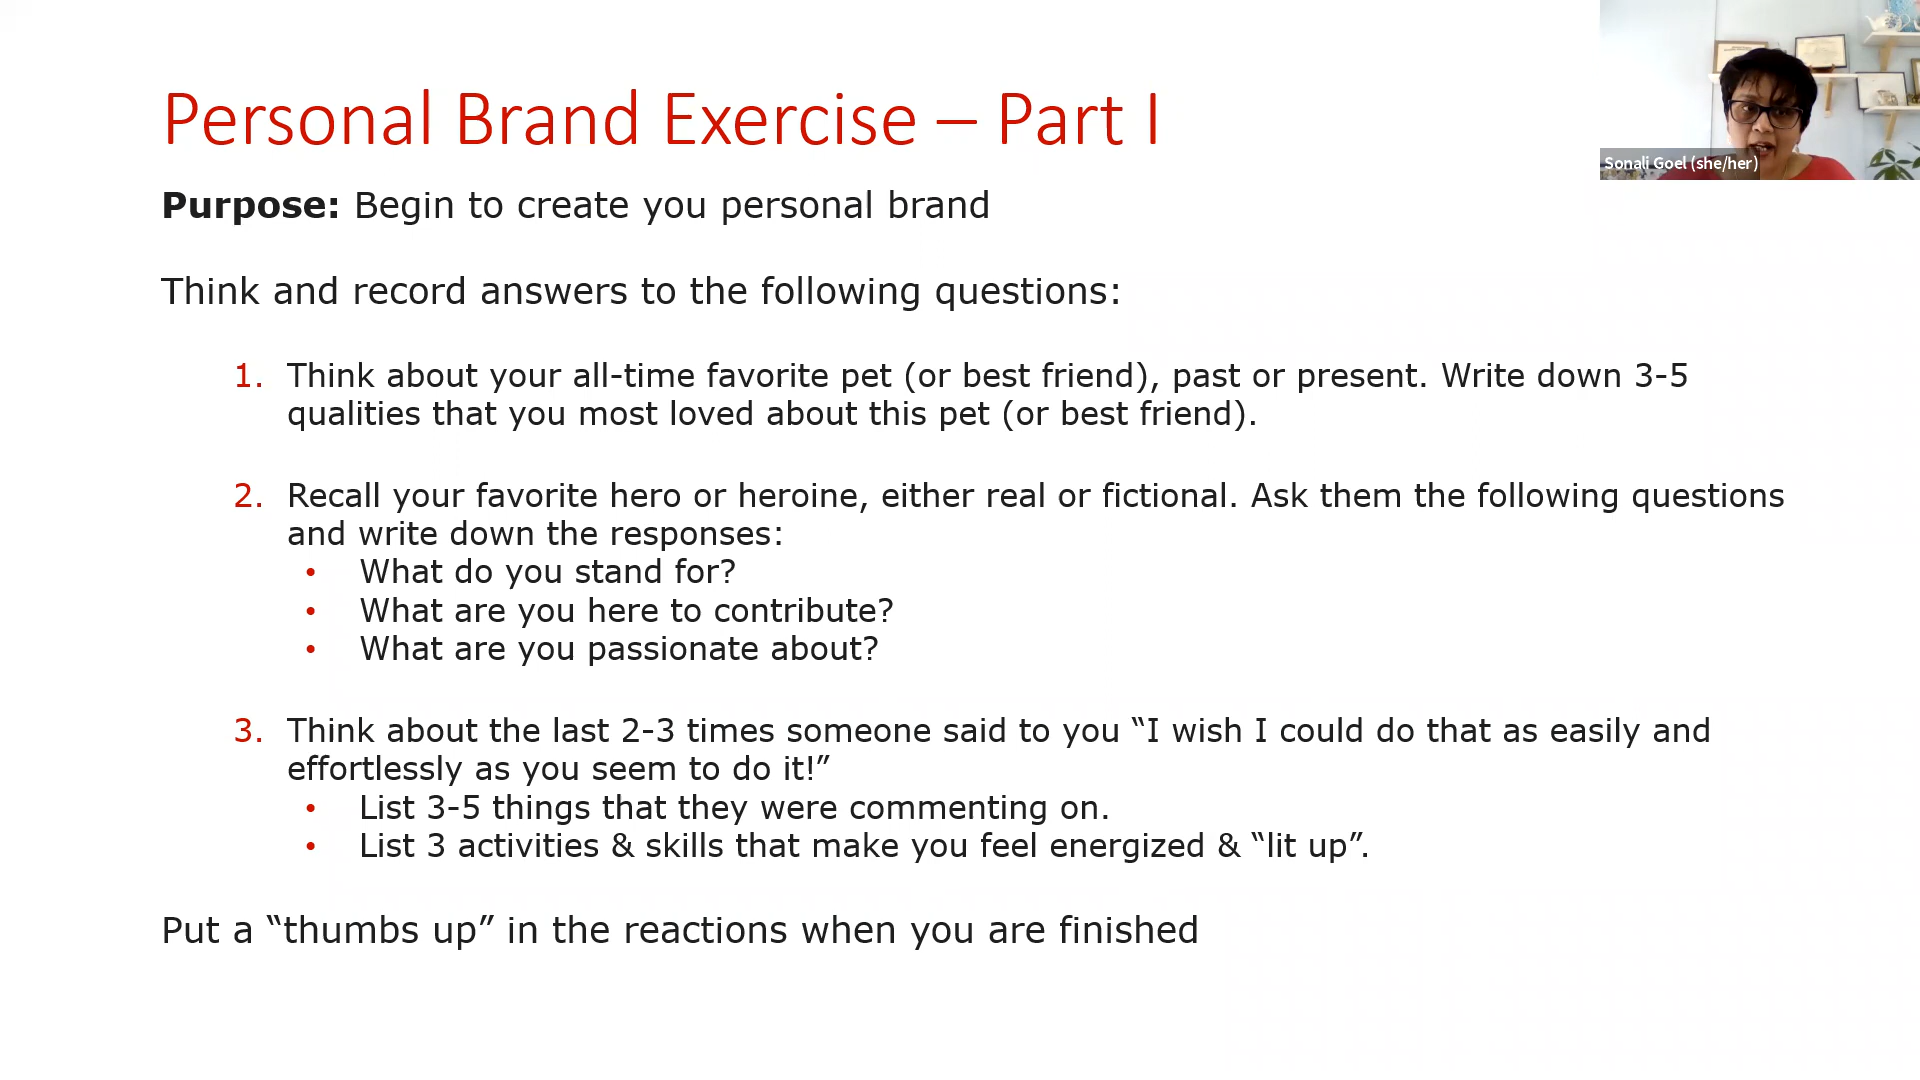 Personal Brand Exercise – Part I
Sonali Goel (she/her)
Purpose: Begin to create you personal brand
Think and record answers to the following questions:
1. Think about your all-time favorite pet (or best friend), past or present. Write down 3-5
qualities that you most loved about this pet (or best friend).
2. Recall your favorite hero or heroine, either real or fictional. Ask them the following questions
and write down the responses:
• What do you stand for?
• What are you here to contribute?
• What are you passionate about?
3. Think about the last 2-3 times someone said to you “I wish I could do that as easily and
effortlessly as you seem to do it!”
• List 3-5 things that they were commenting on.
• List 3 activities & skills that make you feel energized & “lit up”.
Put a “thumbs up” in the reactions when you are finished